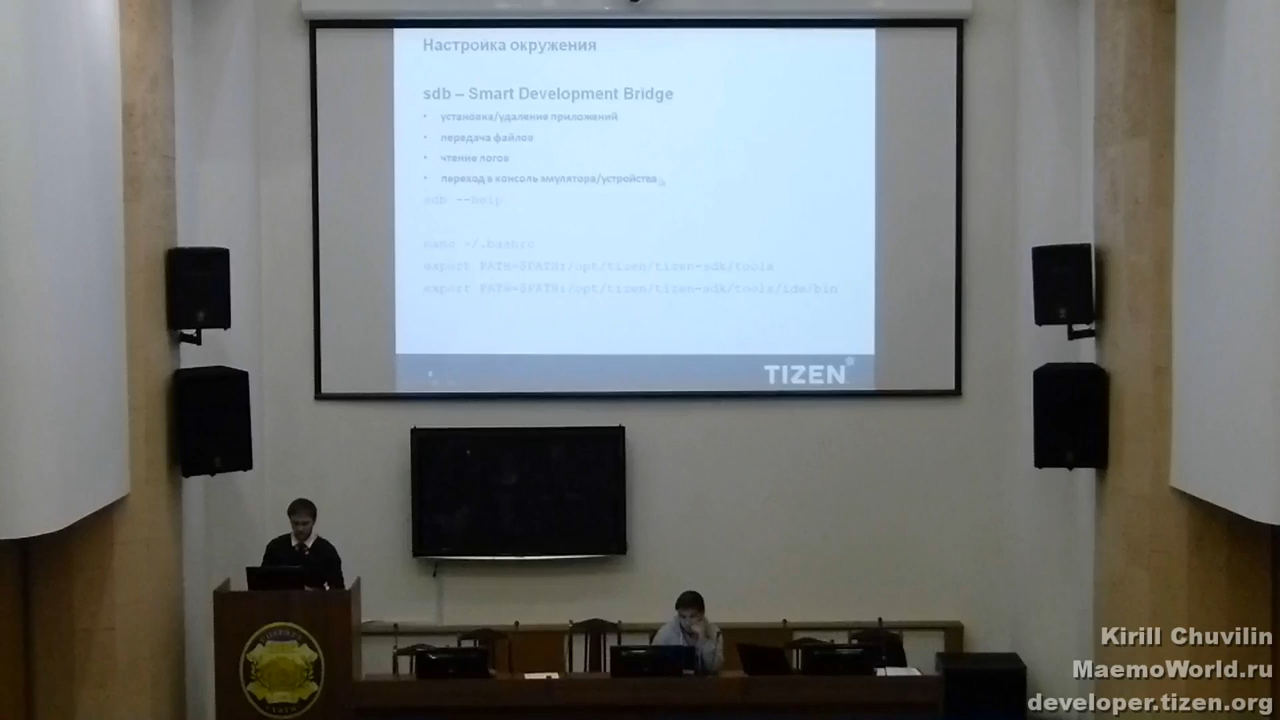 Настройка окружения
sdb – Smart Development Bridge
• установка/удаление приложений
• передача файлов
• чтение логов
• переход в консоль эмулятора/устройства
sdb --help
nano ~/.bashrc
export PATH=$PATH:/opt/tizen/tizen-sdk/tools
export PATH=$PATH:/opt/tizen/tizen-sdk/tools/ide/bin
TIZEN
Kirill Chuvilin
MaemoWorld.ru
developer.tizen.org